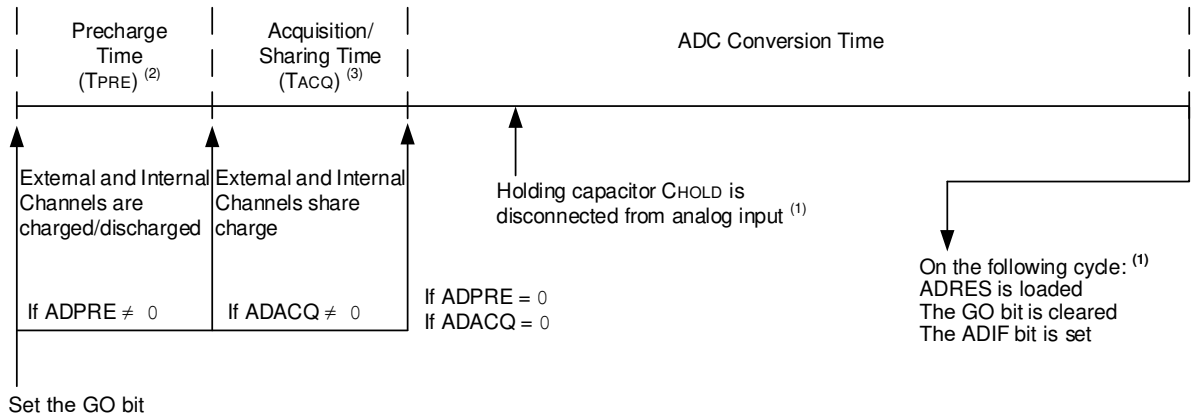 Precharge
Time
(TPRE) (2)
Acquisition/
Sharing Time
(TACQ) (3)
ADC Conversion Time
External and Internal
Channels are
charged/discharged
External and Internal
Channels share
charge
Holding capacitor CHOLD is
disconnected from analog input (1)
If ADPRE ≠ 0
If ADACQ ≠ 0
If ADPRE = 0
If ADACQ = 0
On the following cycle: (1)
ADRES is loaded
The GO bit is cleared
The ADIF bit is set
Set the GO bit